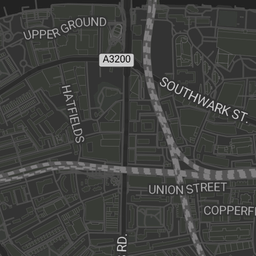 UPPER GROUND
A3200
SOUTHWARK ST.
HATFIELDS
UNION STREET
COPPERF
RD.